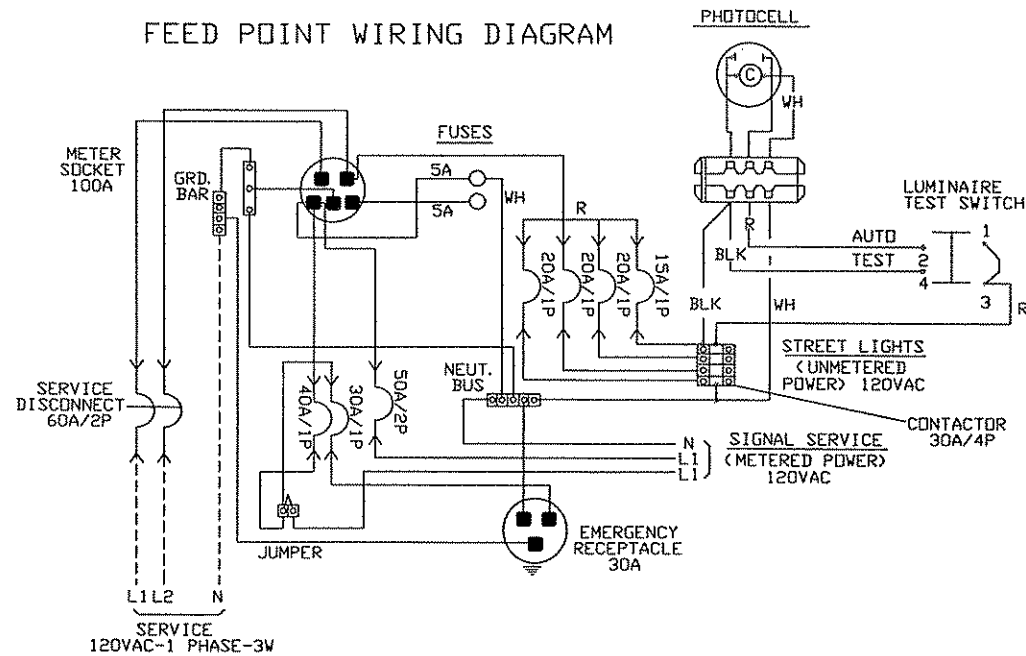 FEED POINT WIRING DIAGRAM
PHOTOCELL
C
WH
METER
SOCKET
100A
GRD.
BAR
FUSES
5A
5A
WH
R
20A/1P
20A/1P
20A/1P
15A/1P
LUMINAIRE
TEST SWITCH
R
BLK
AUTO
TEST
1
2
4
3
R
BLK
WH
STREET LIGHTS
(UNMETERED
POWER) 120VAC
CONTACTOR
30A/4P
SERVICE
DISCONNECT
60A/2P
40A/1P
30A/1P
50A/2P
NEUT.
BUS
N
L1
L1
SIGNAL SERVICE
(METERED POWER)
120VAC
JUMPER
EMERGENCY
RECEPTACLE
30A
L1 L2 N
SERVICE
120VAC-1 PHASE-3W